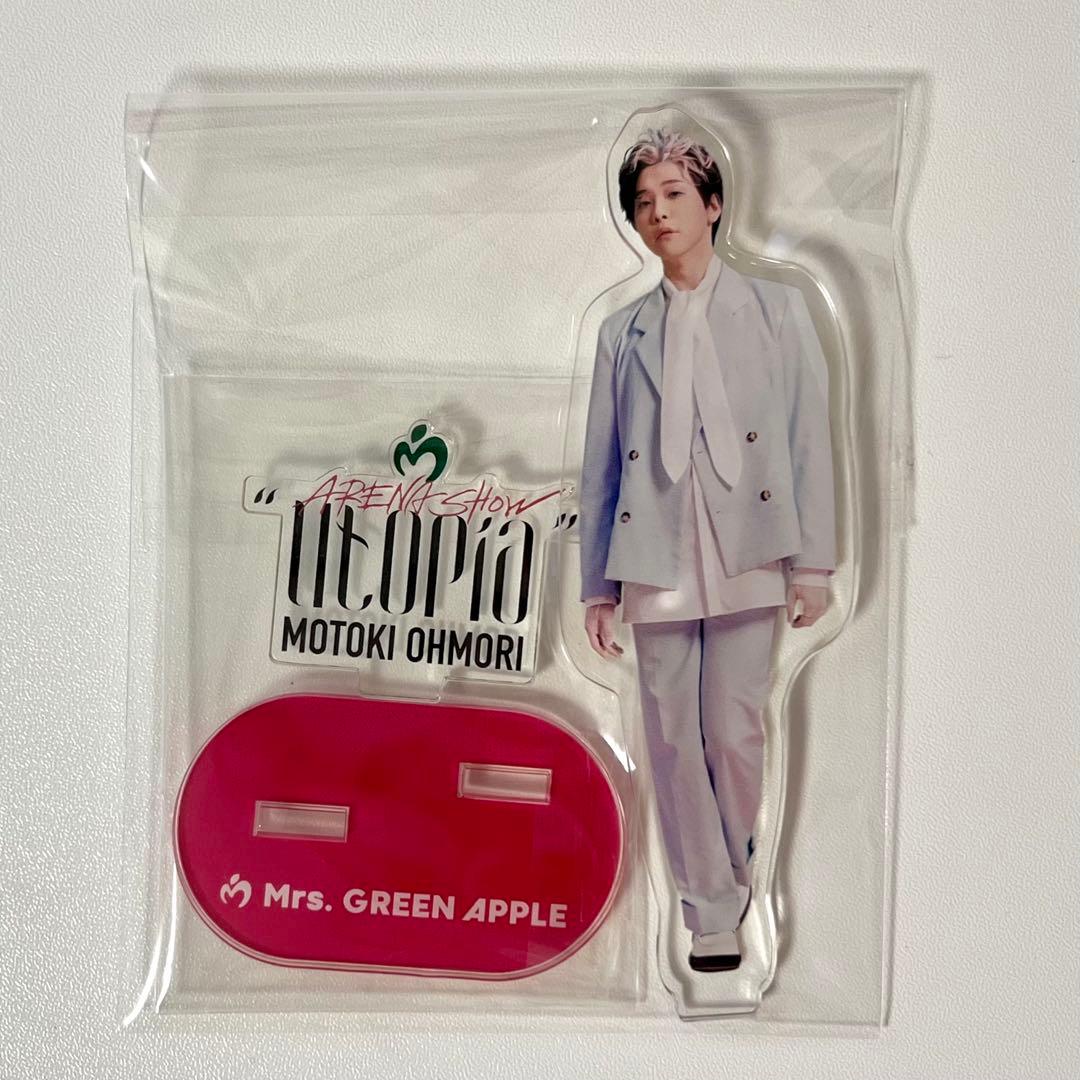 ARENA SHOW
"Utopia"
MOTOKI OHMORI
Mrs. GREEN APPLE